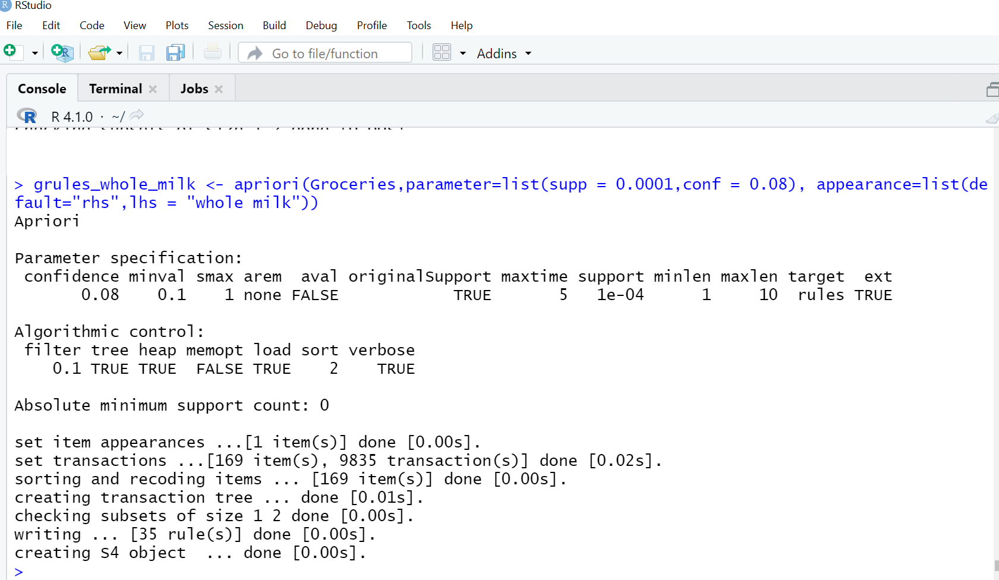 RStudio
File Edit Code View Plots Session Build Debug Profile Tools Help
Go to file/function Addins
Console Terminal Jobs
R 4.1.0 · ~/
> grules_whole_milk <- apriori(Groceries,parameter=list(supp = 0.0001,conf = 0.08), appearance=list(de
fault="rhs",lhs = "whole milk"))
Apriori
Parameter specification:
confidence minval smax arem aval originalSupport maxtime support minlen maxlen target ext
0.08 0.1 1 none FALSE TRUE 5 1e-04 1 10 rules TRUE
Algorithmic control:
filter tree heap memopt load sort verbose
0.1 TRUE TRUE FALSE TRUE 2 TRUE
Absolute minimum support count: 0
set item appearances ...[1 item(s)] done [0.00s].
set transactions ...[169 item(s), 9835 transaction(s)] done [0.02s].
sorting and recoding items ... [169 item(s)] done [0.00s].
creating transaction tree ... done [0.01s].
checking subsets of size 1 2 done [0.00s].
writing ... [35 rule(s)] done [0.00s].
creating S4 object ... done [0.00s].
>